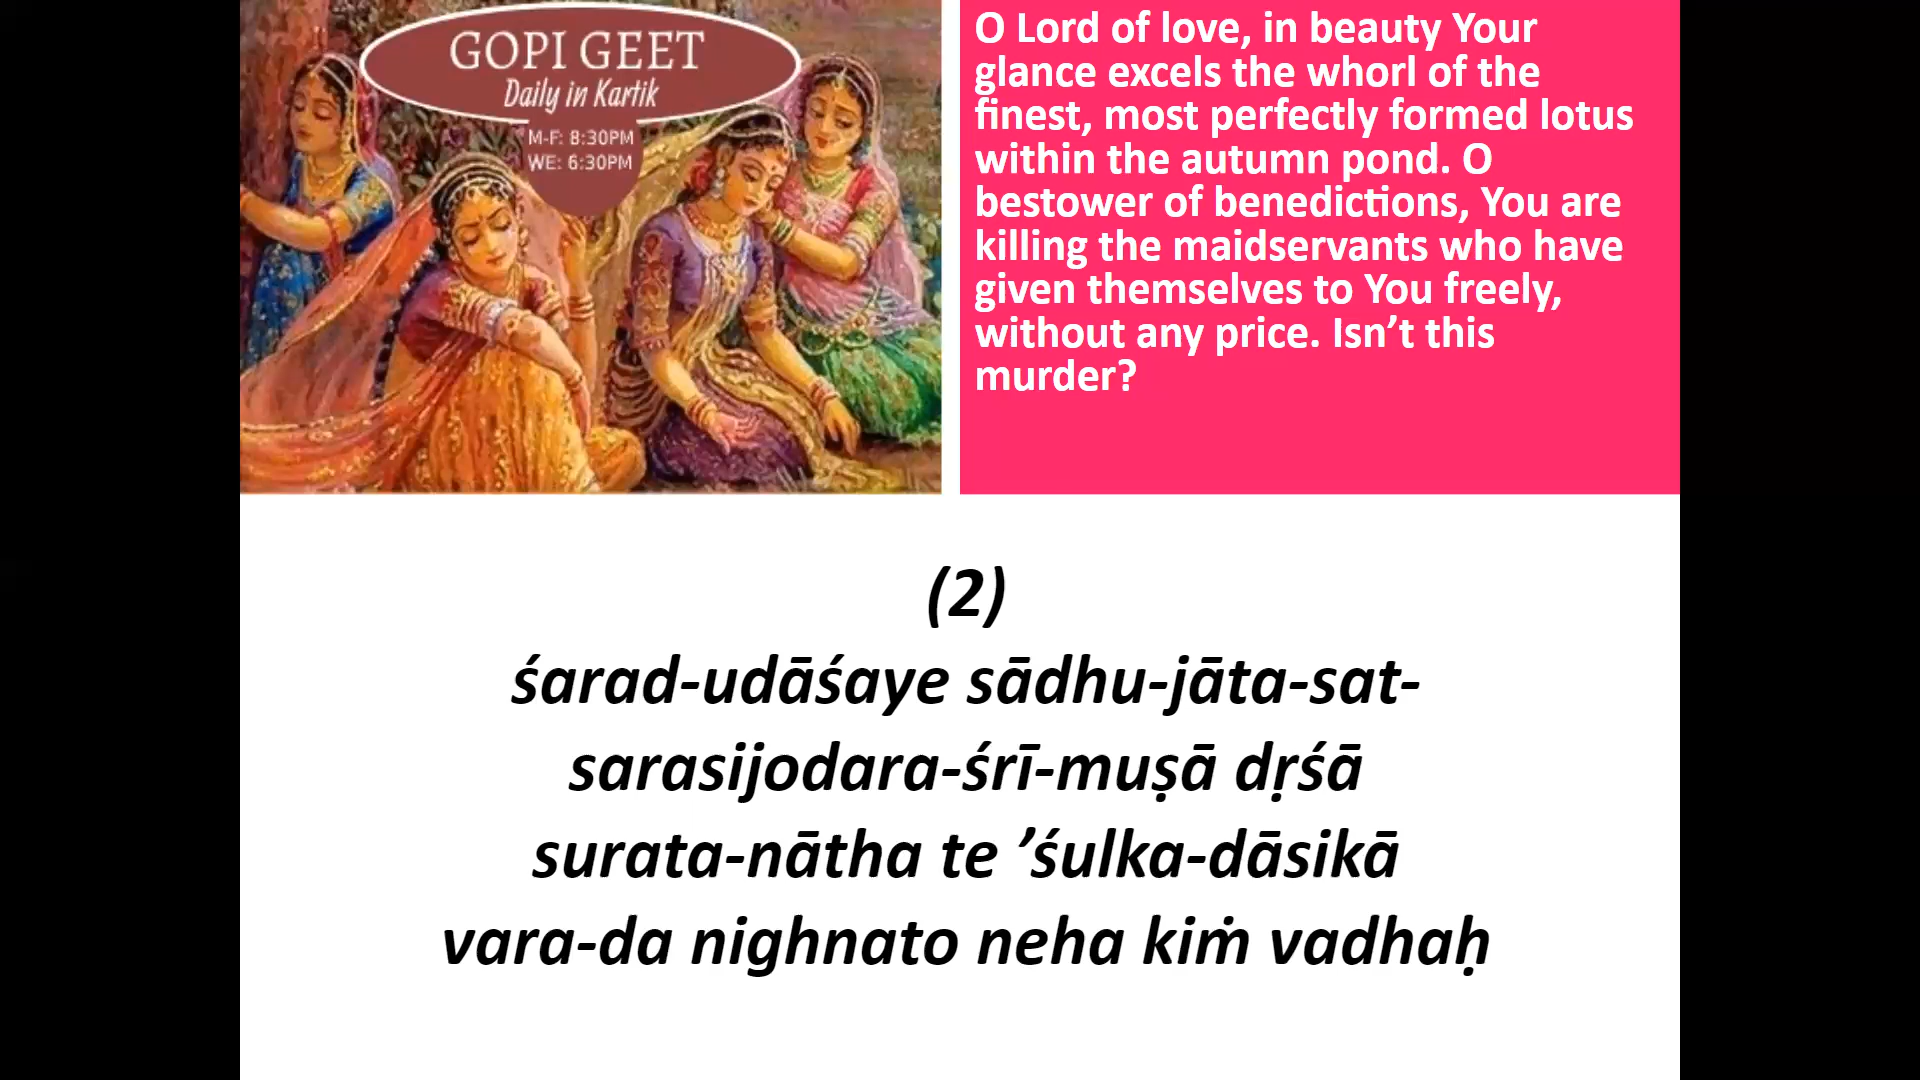 GOPI GEET
Daily in Kartik
M-F: 8:30PM
WE: 6:30PM
O Lord of love, in beauty Your
glance excels the whorl of the
finest, most perfectly formed lotus
within the autumn pond. O
bestower of benedictions, You are
killing the maidservants who have
given themselves to You freely,
without any price. Isn’t this
murder?
(2)
śarad-udāśaye sādhu-jāta-sat-
sarasijodara-śrī-muṣā dṛśā
surata-nātha te ’śulka-dāsikā
vara-da nighnato neha kiṁ vadhaḥ